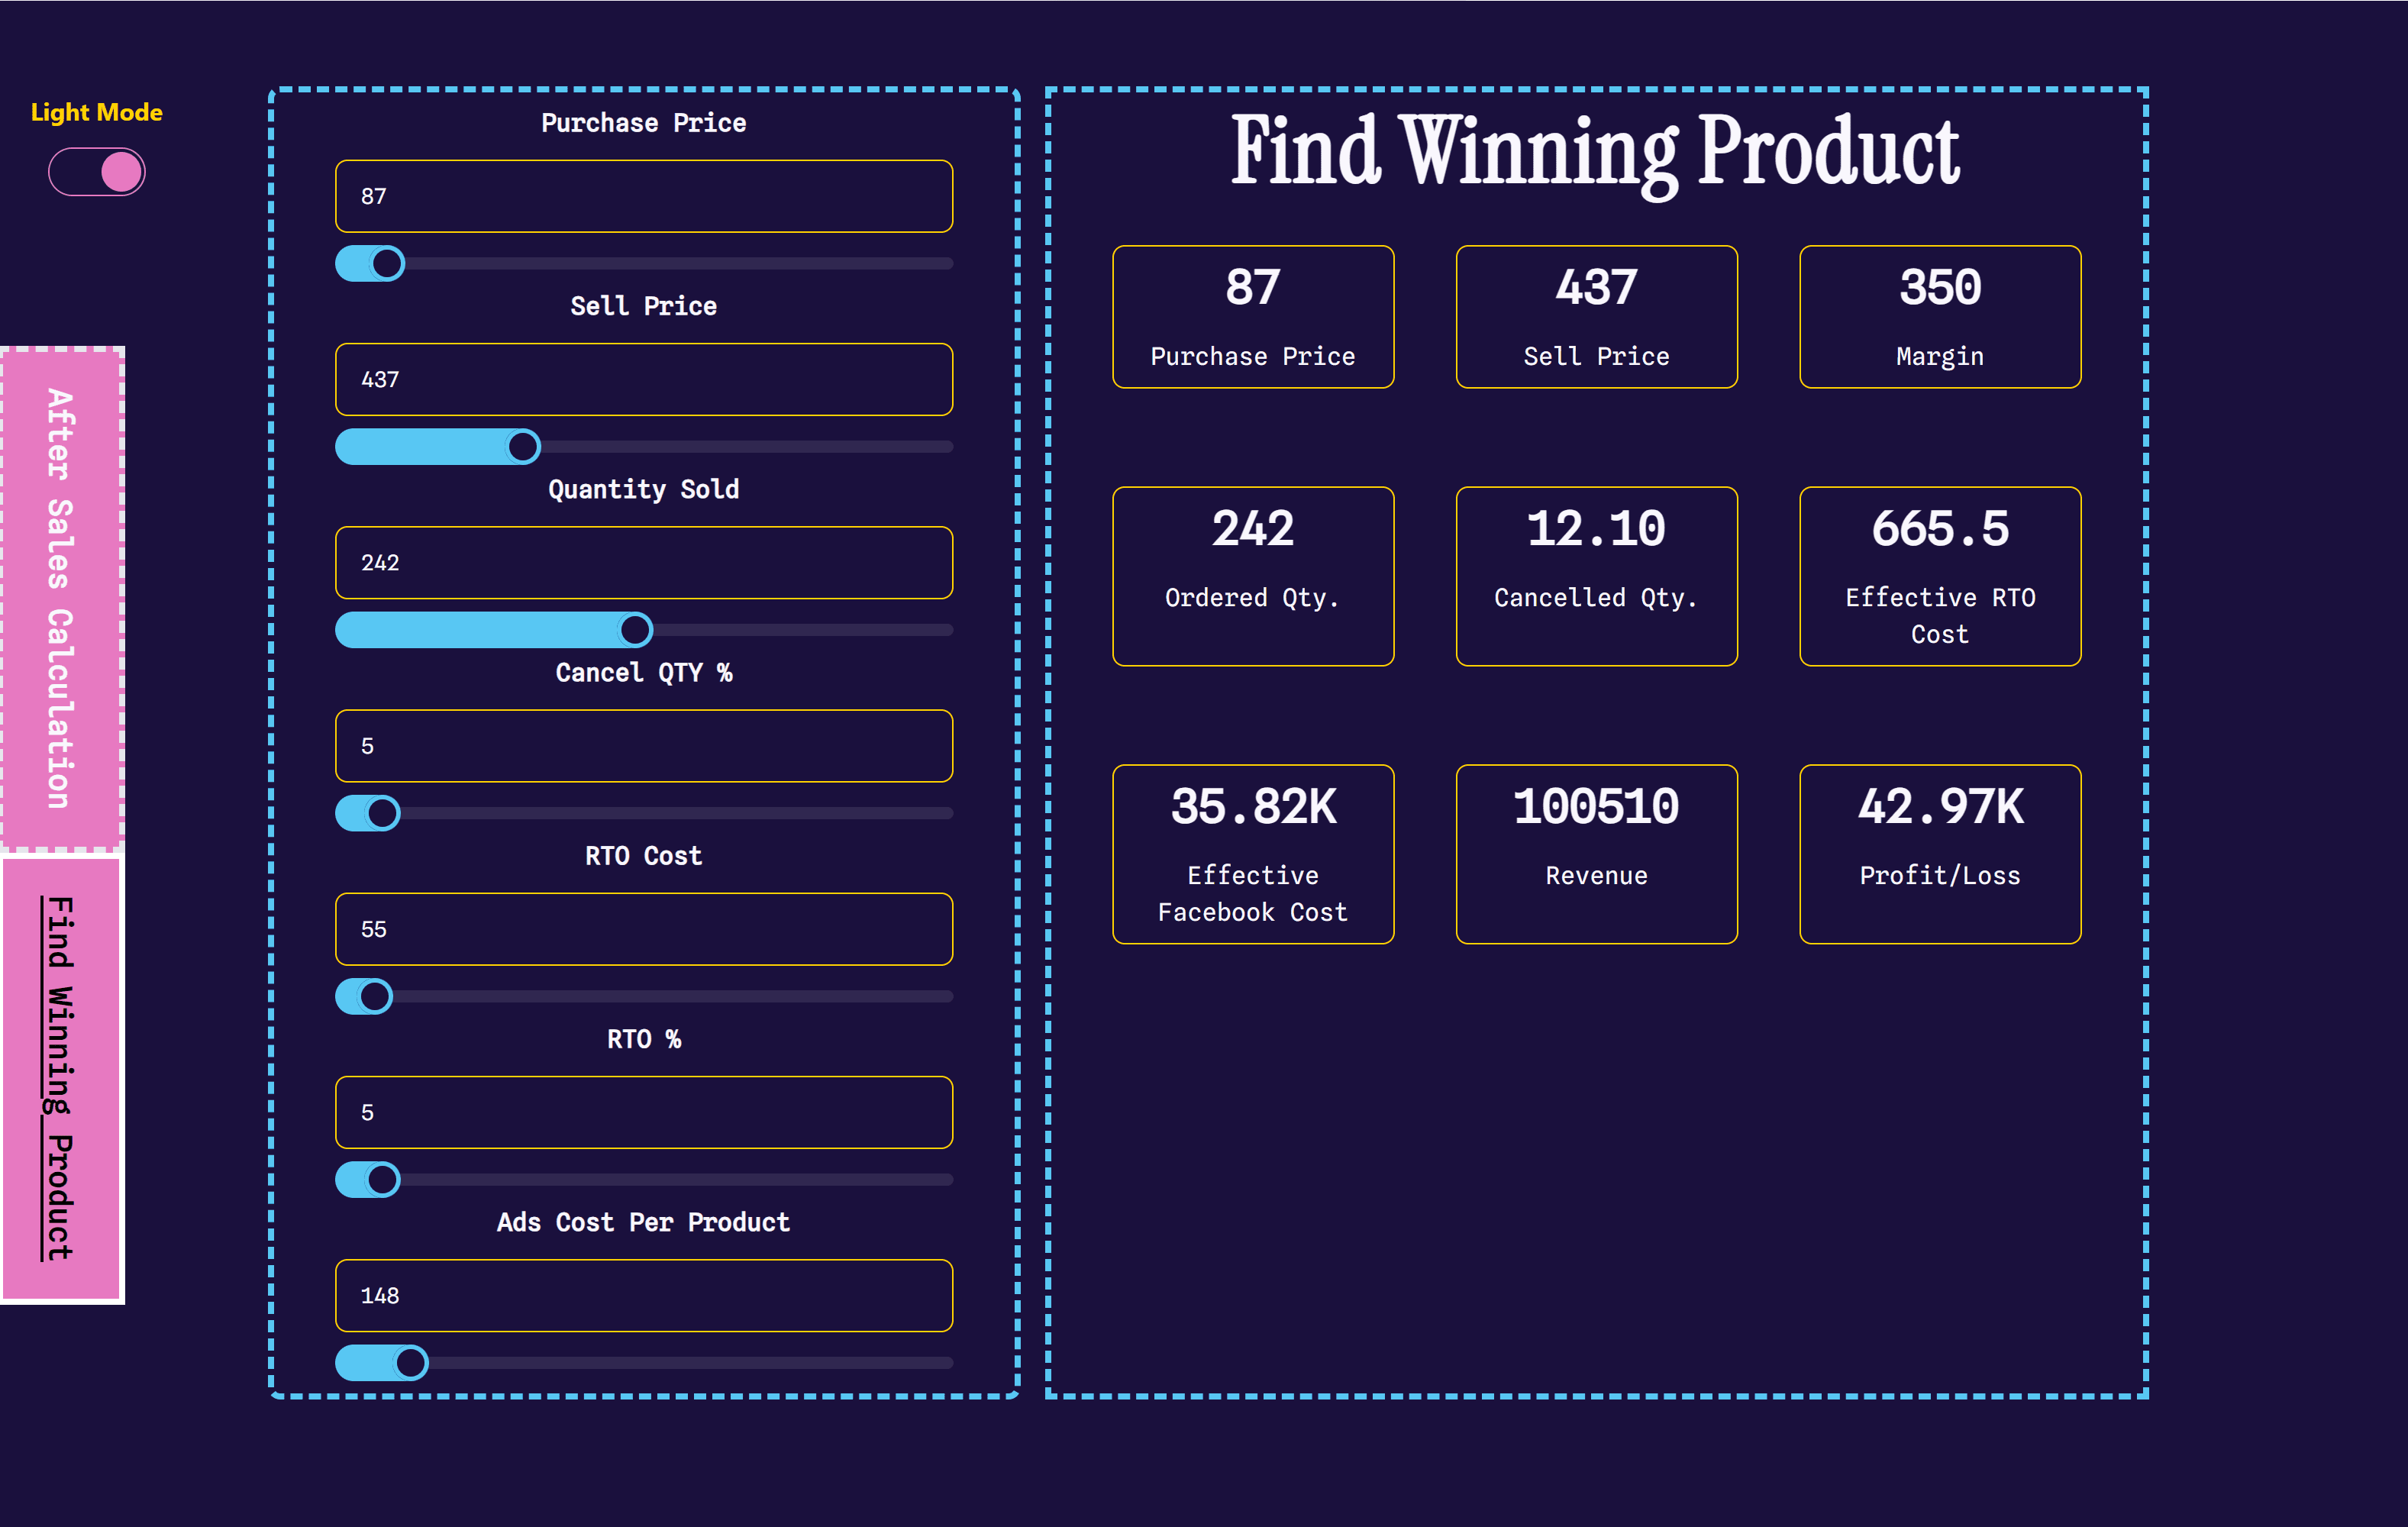 Light Mode
After Sales Calculation
Find Winning Product
Purchase Price
87
Sell Price
437
Quantity Sold
242
Cancel QTY %
5
RTO Cost
55
RTO %
5
Ads Cost Per Product
148
Find Winning Product
87
Purchase Price
437
Sell Price
350
Margin
242
Ordered Qty.
12.10
Cancelled Qty.
665.5
Effective RTO
Cost
35.82K
Effective
Facebook Cost
100510
Revenue
42.97K
Profit/Loss